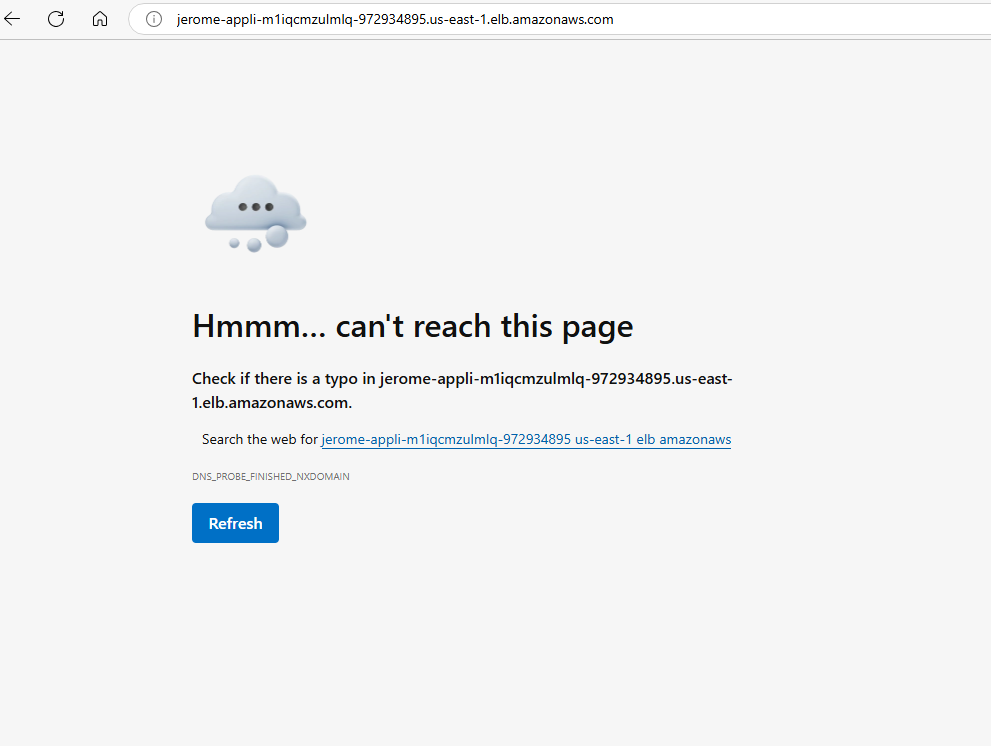 jerome-appli-m1iqcmzulmlq-972934895.us-east-1.elb.amazonaws.com
Hmmm... can't reach this page
Check if there is a typo in jerome-appli-m1iqcmzulmlq-972934895.us-east-
1.elb.amazonaws.com.
Search the web for jerome-appli-m1iqcmzulmlq-972934895 us-east-1 elb amazonaws
DNS_PROBE_FINISHED_NXDOMAIN
Refresh